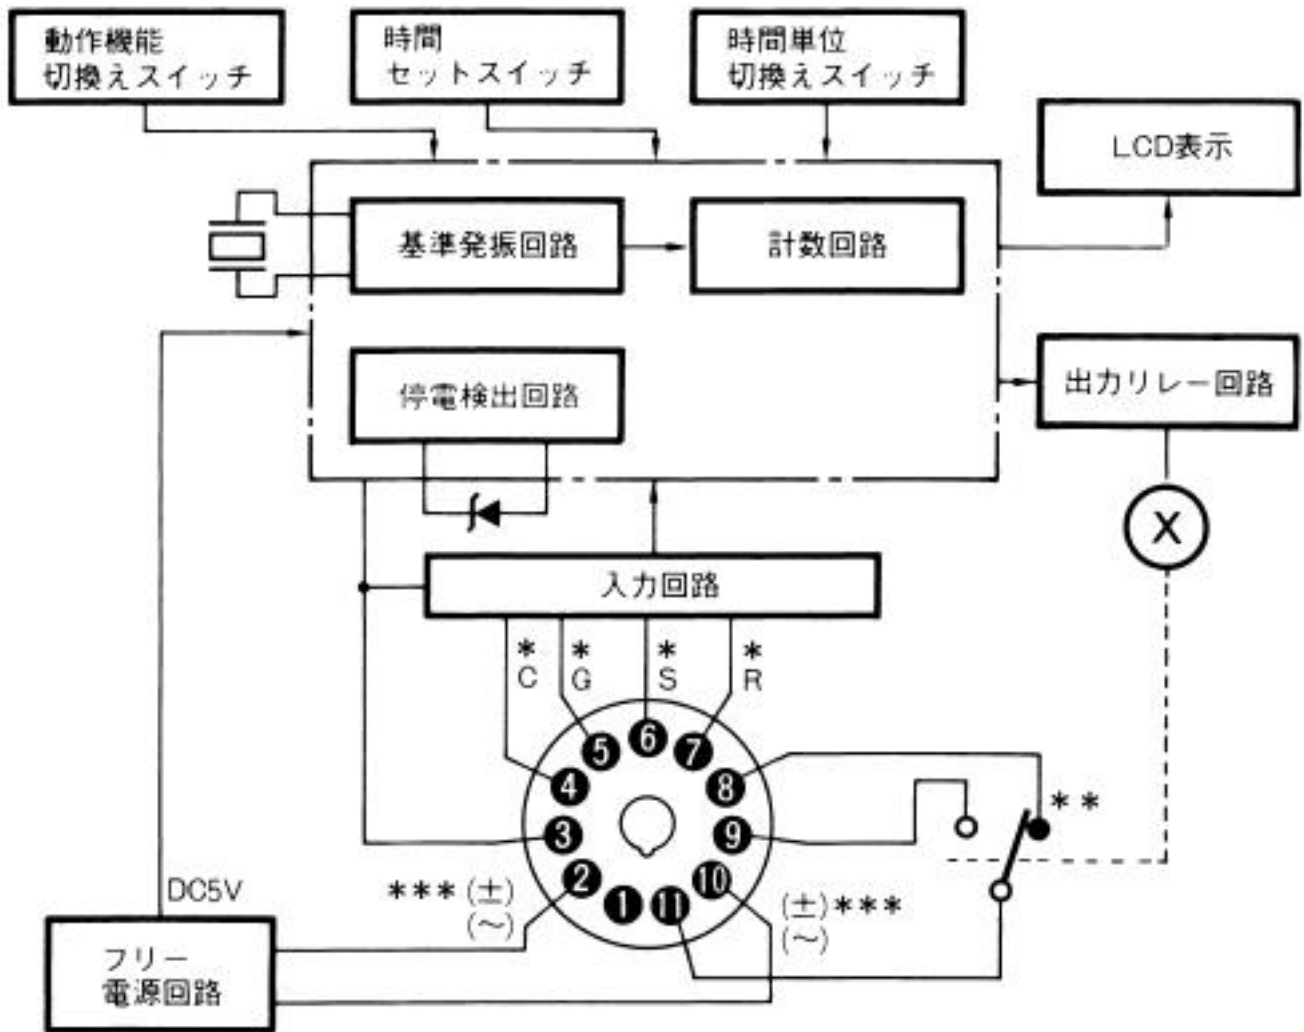 動作機能
切換えスイッチ
時間
セットスイッチ
時間単位
切換えスイッチ
LCD表示
基準発振回路
計数回路
停電検出回路
出力リレー回路
X
入力回路
*
C
*
G
*
S
*
R
4
5
6
7
8
3
9
2
10
1
11
**
DC5V
***(±)
(~)
(±)***
(~)
フリー
電源回路